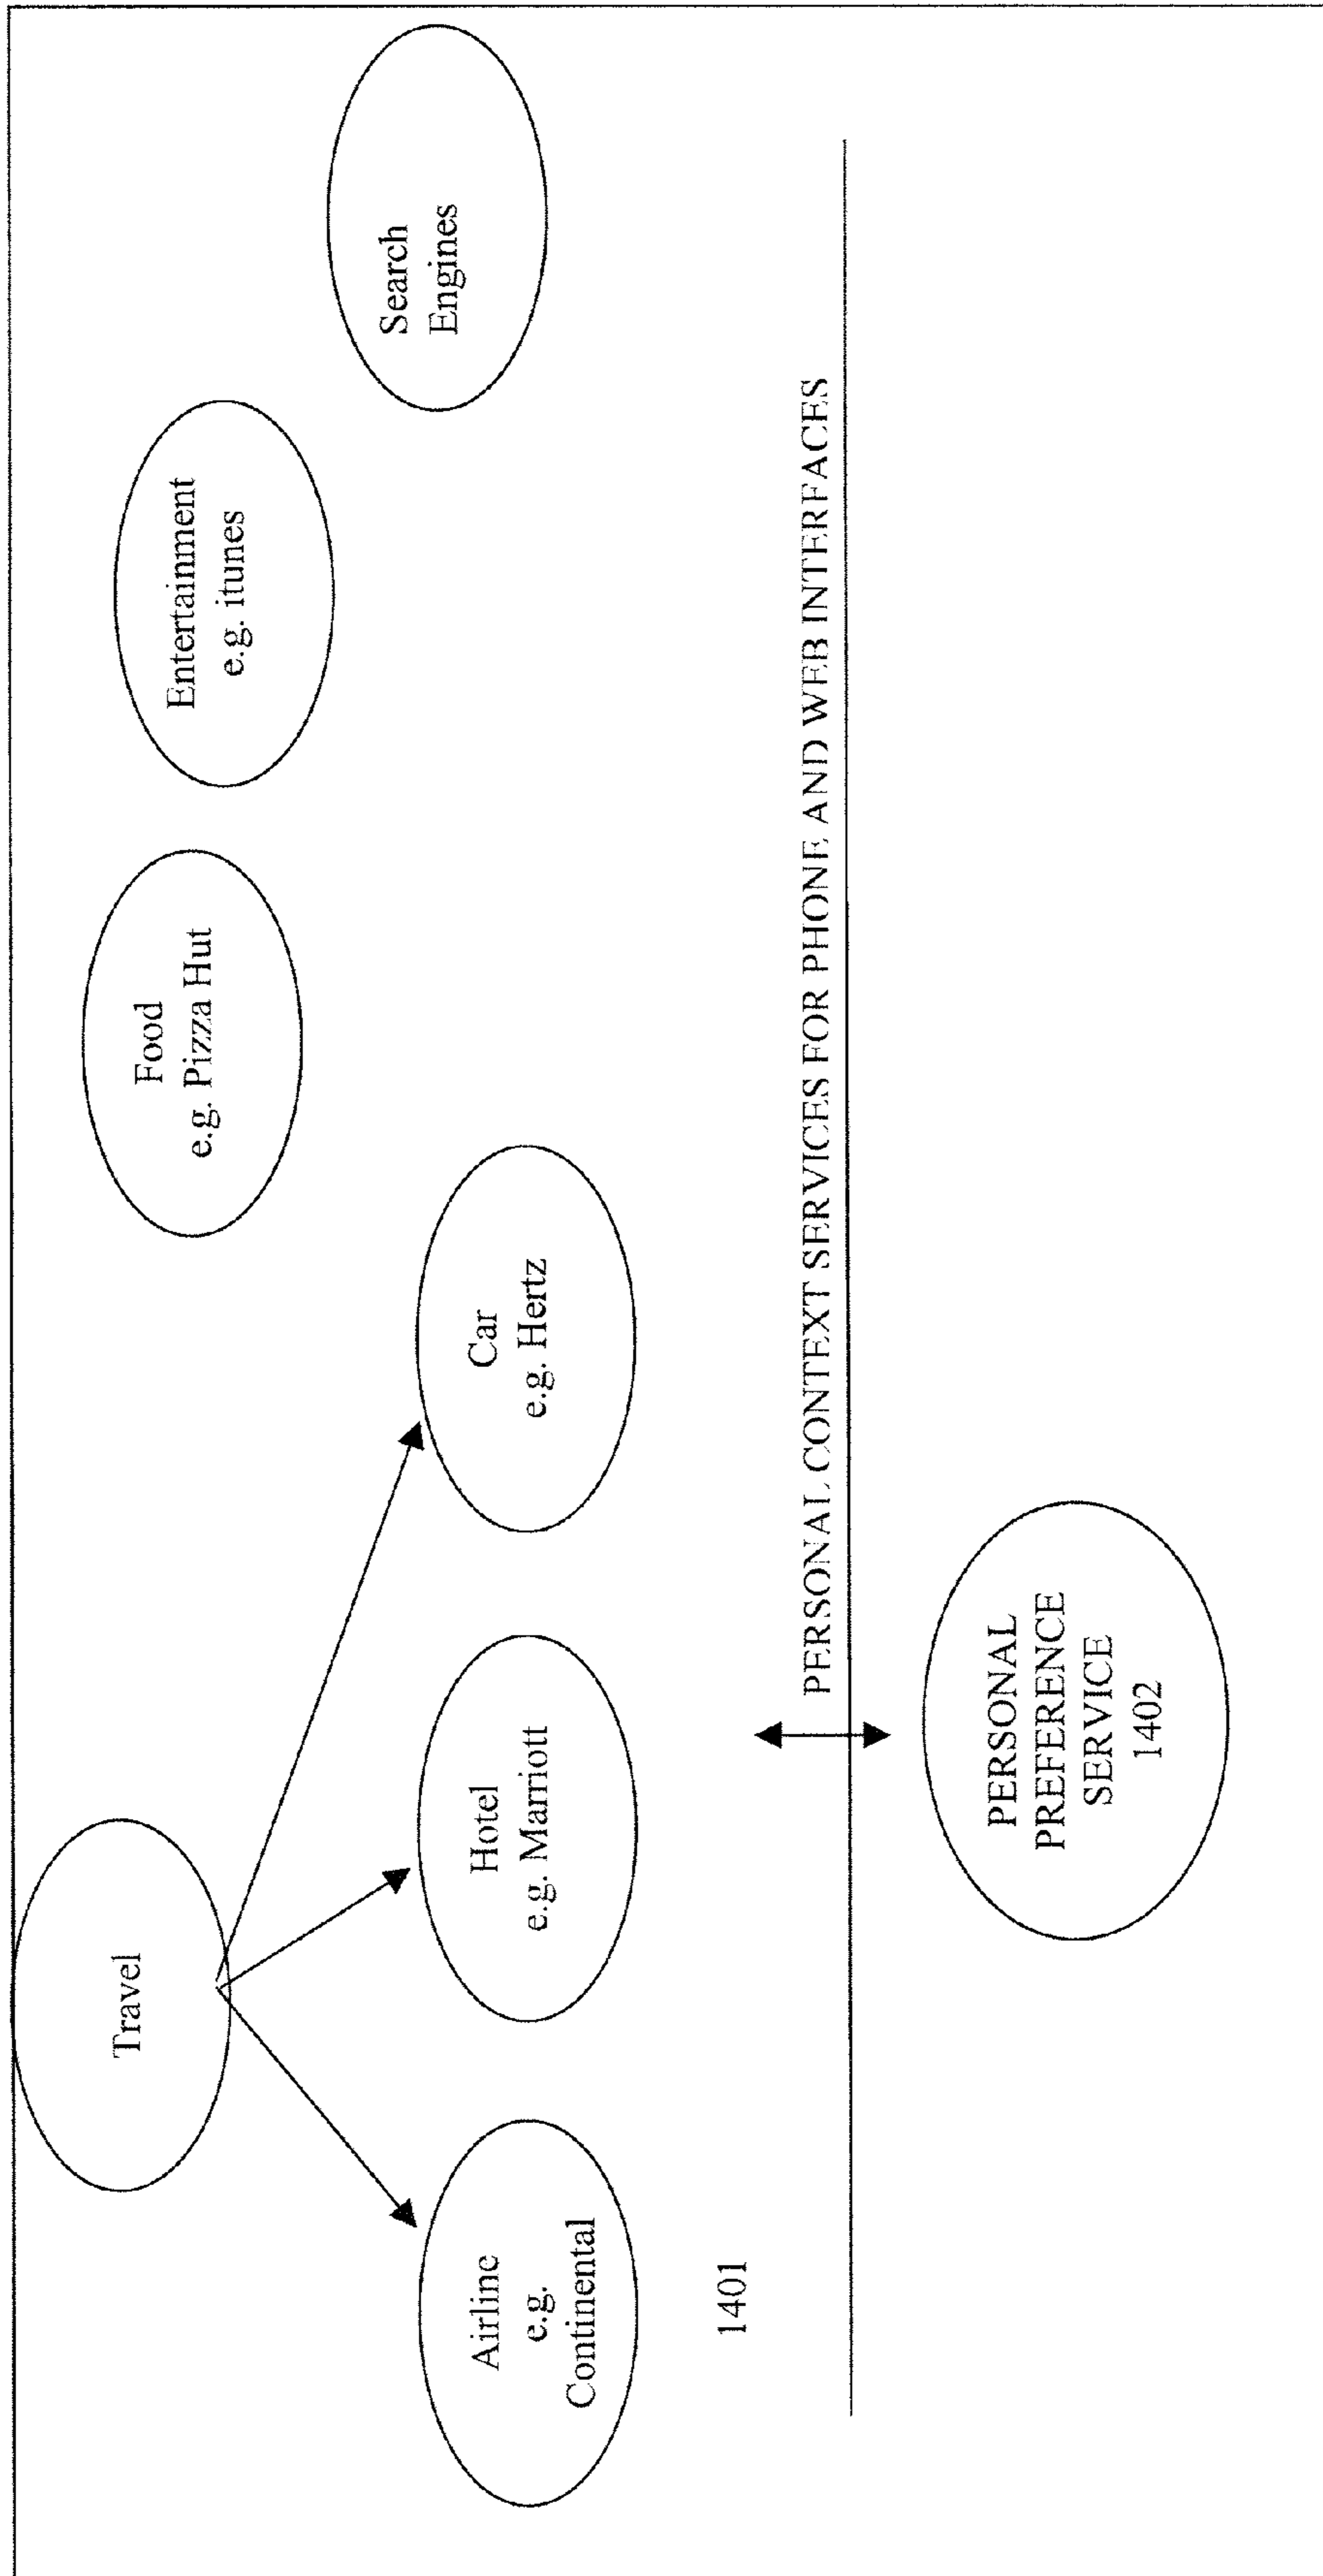 Travel
Food
e.g. Pizza Hut
Entertainment
e.g. itunes
Search
Engines
Airline
e.g.
Continental
Hotel
e.g. Marriott
Car
e.g. Hertz
1401
PERSONAL CONTEXT SERVICES FOR PHONE AND WEB INTERFACES
PERSONAL
PREFERENCE
SERVICE
1402